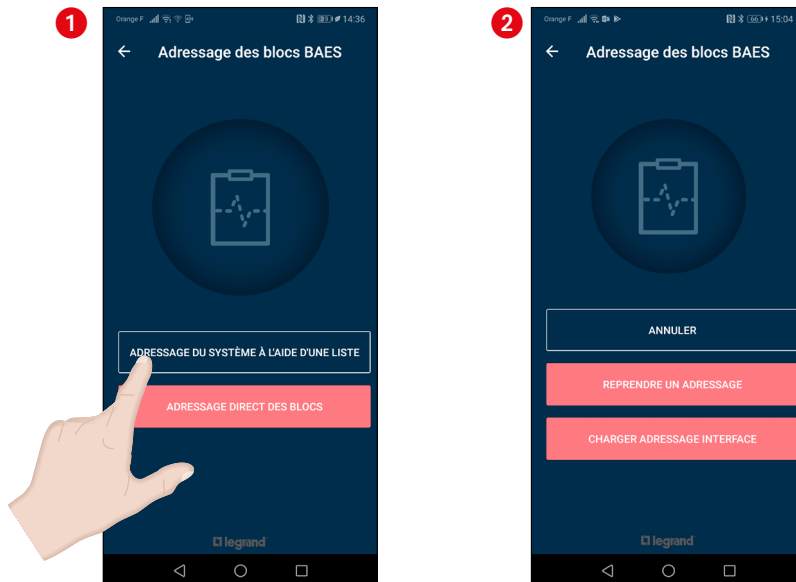 1
Orange F 14:36
Adressage des blocs BAES
ADRESSAGE DU SYSTÈME À L'AIDE D'UNE LISTE
ADRESSAGE DIRECT DES BLOCS
legrand
2
Orange F 66 15:04
Adressage des blocs BAES
ANNULER
REPRENDRE UN ADRESSAGE
CHARGER ADRESSAGE INTERFACE
legrand